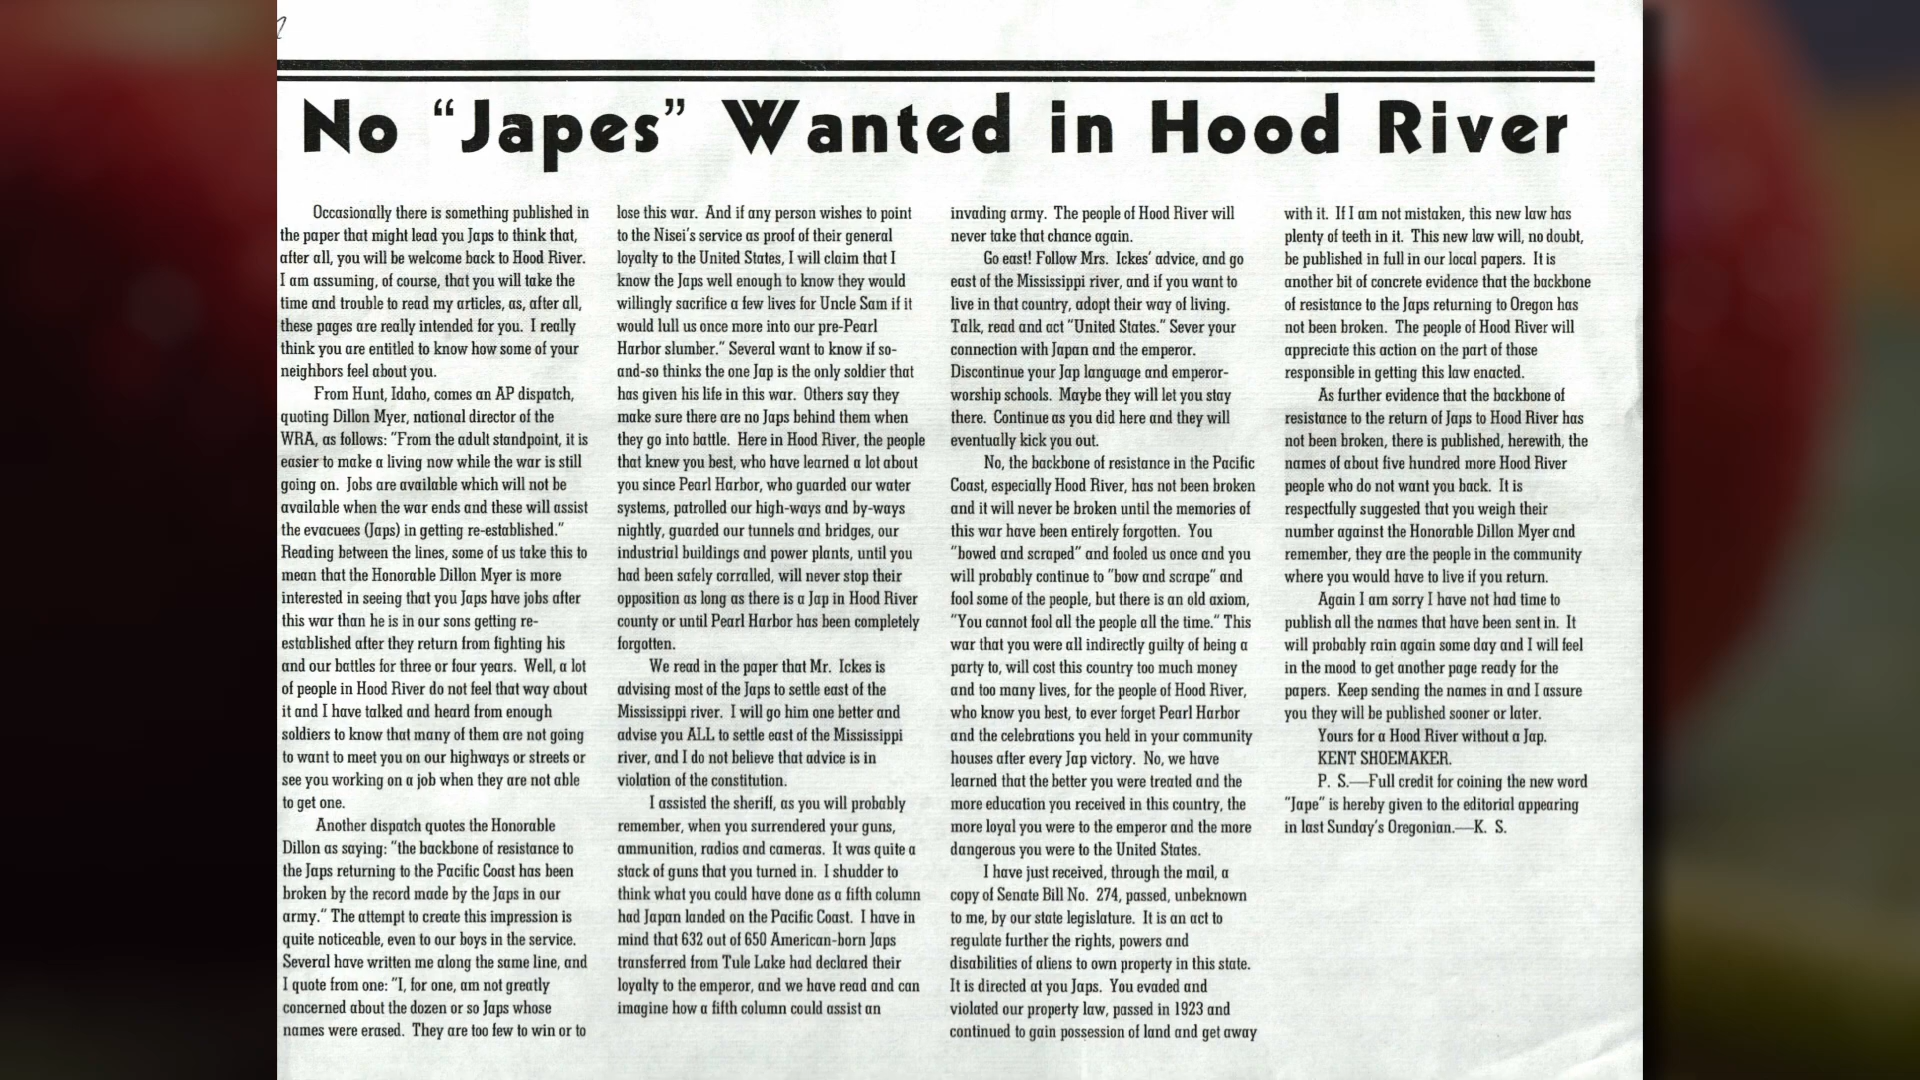 No “Japes” Wanted in Hood River
Occasionally there is something published in
the paper that might lead you Japs to think that,
after all, you will be welcome back to Hood River.
I am assuming, of course, that you will take the
time and trouble to read my articles, as, after all,
these pages are really intended for you. I really
think you are entitled to know how some of your
neighbors feel about you.
From Hunt, Idaho, comes an AP dispatch,
quoting Dillon Myer, national director of the
WRA, as follows: "From the adult standpoint, it is
easier to make a living now while the war is still
going on. Jobs are available which will not be
available when the war ends and these will assist
the evacuees (Japs) in getting re-established."
Reading between the lines, some of us take this to
mean that the Honorable Dillon Myer is more
interested in seeing that you Japs have jobs after
this war than he is in our sons getting re-
established after they return from fighting his
and our battles for three or four years. Well, a lot
of people in Hood River do not feel that way about
it and I have talked and heard from enough
soldiers to know that many of them are not going
to want to meet you on our highways or streets or
see you working on a job when they are not able
to get one.
Another dispatch quotes the Honorable
Dillon as saying: "the backbone of resistance to
the Japs returning to the Pacific Coast has been
broken by the record made by the Japs in our
army." The attempt to create this impression is
quite noticeable, even to our boys in the service.
Several have written me along the same line, and
I quote from one: "I, for one, am not greatly
concerned about the dozen or so Japs whose
names were erased. They are too few to win or to
lose this war. And if any person wishes to point
to the Nisei's service as proof of their general
loyalty to the United States, I will claim that I
know the Japs well enough to know they would
willingly sacrifice a few lives for Uncle Sam if it
would lull us once more into our pre-Pearl
Harbor slumber." Several want to know if so-
and-so thinks the one Jap is the only soldier that
has given his life in this war. Others say they
make sure there are no Japs behind them when
they go into battle. Here in Hood River, the people
that knew you best, who have learned a lot about
you since Pearl Harbor, who guarded our water
systems, patrolled our high-ways and by-ways
nightly, guarded our tunnels and bridges, our
industrial buildings and power plants, until you
had been safely corralled, will never stop their
opposition as long as there is a Jap in Hood River
county or until Pearl Harbor has been completely
forgotten.
We read in the paper that Mr. Ickes is
advising most of the Japs to settle east of the
Mississippi river. I will go him one better and
advise you ALL to settle east of the Mississippi
river, and I do not believe that advice is in
violation of the constitution.
I assisted the sheriff, as you will probably
remember, when you surrendered your guns,
ammunition, radios and cameras. It was quite a
stack of guns that you turned in. I shudder to
think what you could have done as a fifth column
had Japan landed on the Pacific Coast. I have in
mind that 632 out of 650 American-born Japs
transferred from Tule Lake had declared their
loyalty to the emperor, and we have read and can
imagine how a fifth column could assist an
invading army. The people of Hood River will
never take that chance again.
Go east! Follow Mrs. Ickes' advice, and go
east of the Mississippi river, and if you want to
live in that country, adopt their way of living.
Talk, read and act "United States." Sever your
connection with Japan and the emperor.
Discontinue your Jap language and emperor-
worship schools. Maybe they will let you stay
there. Continue as you did here and they will
eventually kick you out.
No, the backbone of resistance in the Pacific
Coast, especially Hood River, has not been broken
and it will never be broken until the memories of
this war have been entirely forgotten. You
"bowed and scraped" and fooled us once and you
will probably continue to "bow and scrape" and
fool some of the people, but there is an old axiom,
"You cannot fool all the people all the time." This
war that you were all indirectly guilty of being a
party to, will cost this country too much money
and too many lives, for the people of Hood River,
who know you best, to ever forget Pearl Harbor
and the celebrations you held in your community
houses after every Jap victory. No, we have
learned that the better you were treated and the
more education you received in this country, the
more loyal you were to the emperor and the more
dangerous you were to the United States.
I have just received, through the mail, a
copy of Senate Bill No. 274, passed, unbeknown
to me, by our state legislature. It is an act to
regulate further the rights, powers and
disabilities of aliens to own property in this state.
It is directed at you Japs. You evaded and
violated our property law, passed in 1923 and
continued to gain possession of land and get away
with it. If I am not mistaken, this new law has
plenty of teeth in it. This new law will, no doubt,
be published in full in our local papers. It is
another bit of concrete evidence that the backbone
of resistance to the Japs returning to Oregon has
not been broken. The people of Hood River will
appreciate this action on the part of those
responsible in getting this law enacted.
As further evidence that the backbone of
resistance to the return of Japs to Hood River has
not been broken, there is published, herewith, the
names of about five hundred more Hood River
people who do not want you back. It is
respectfully suggested that you weigh their
number against the Honorable Dillon Myer and
remember, they are the people in the community
where you would have to live if you return.
Again I am sorry I have not had time to
publish all the names that have been sent in. It
will probably rain again some day and I will feel
in the mood to get another page ready for the
papers. Keep sending the names in and I assure
you they will be published sooner or later.
Yours for a Hood River without a Jap.
KENT SHOEMAKER.
P. S.—Full credit for coining the new word
"Jape" is hereby given to the editorial appearing
in last Sunday's Oregonian.—K. S.